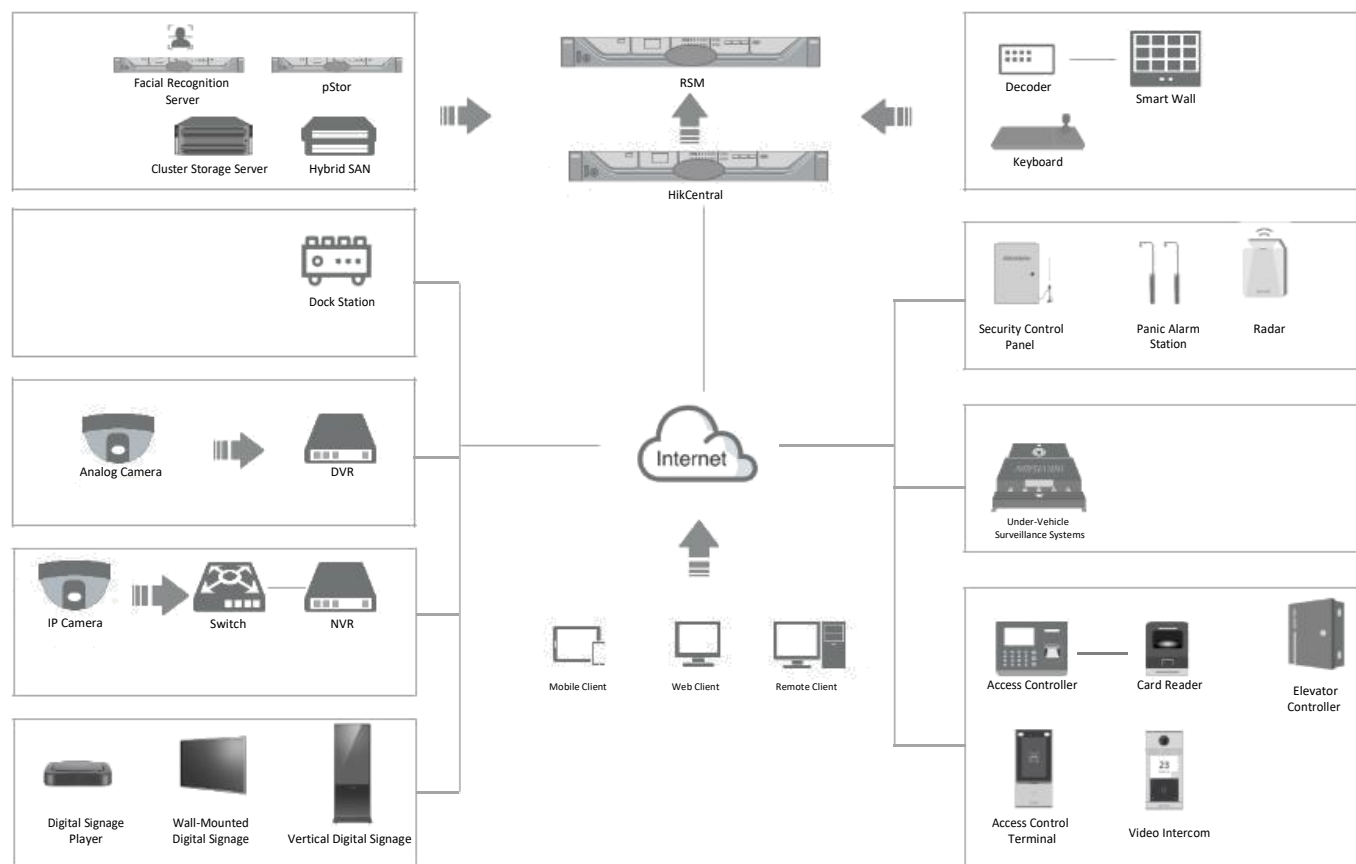 Facial Recognition
Server
pStor
Cluster Storage Server
Hybrid SAN
RSM
HikCentral
Decoder
Smart Wall
Keyboard
Dock Station
Security Control
Panel
Panic Alarm
Station
Radar
Analog Camera
DVR
Internet
Under-Vehicle
Surveillance Systems
IP Camera
Switch
NVR
Mobile Client
Web Client
Remote Client
Access Controller
Card Reader
Elevator
Controller
Digital Signage
Player
Wall-Mounted
Digital Signage
Vertical Digital Signage
23
Access Control
Terminal
Video Intercom